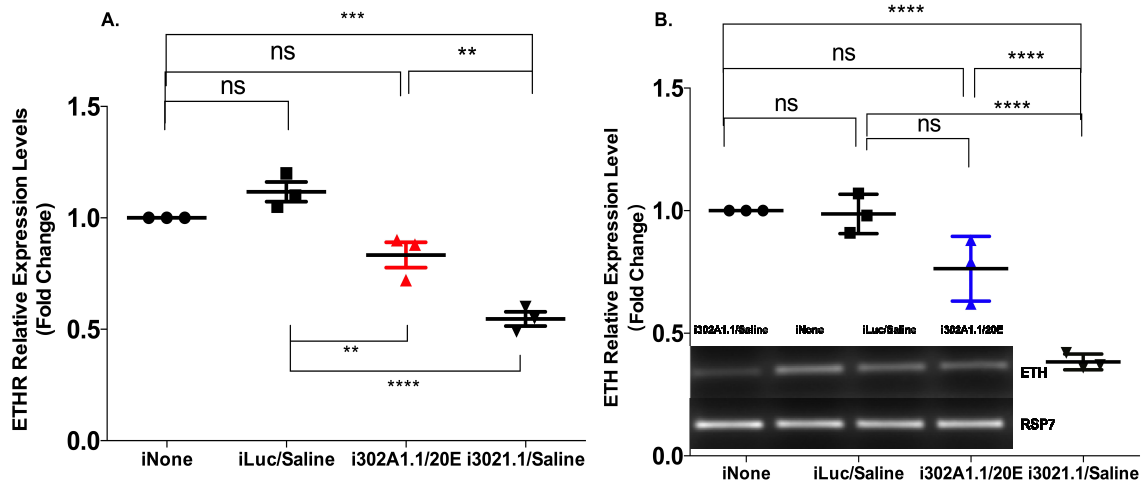 A.
***
ns
**
ns
ETHR Relative Expression Levels
(Fold Change)
1.5
1.0
0.5
0.0
**
****
iNone
iLuc/Saline
i302A1.1/20E
i3021.1/Saline
B.
****
ns
****
ns
****
ns
ETH Relative Expression Level
(Fold Change)
1.5
1.0
0.5
0.0
i302A1.1/Saline
iNone
iLuc/Saline
i302A1.1/20E
ETH
RSP7
iNone
iLuc/Saline
i302A1.1/20E
i3021.1/Saline